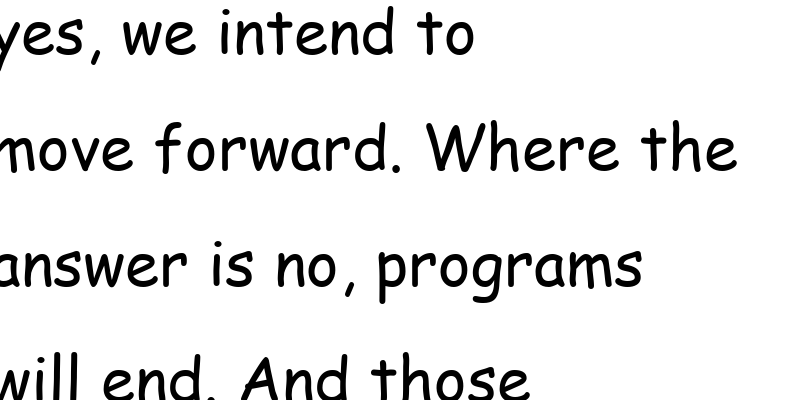 yes, we intend to
move forward. Where the
answer is no, programs
will end. And those